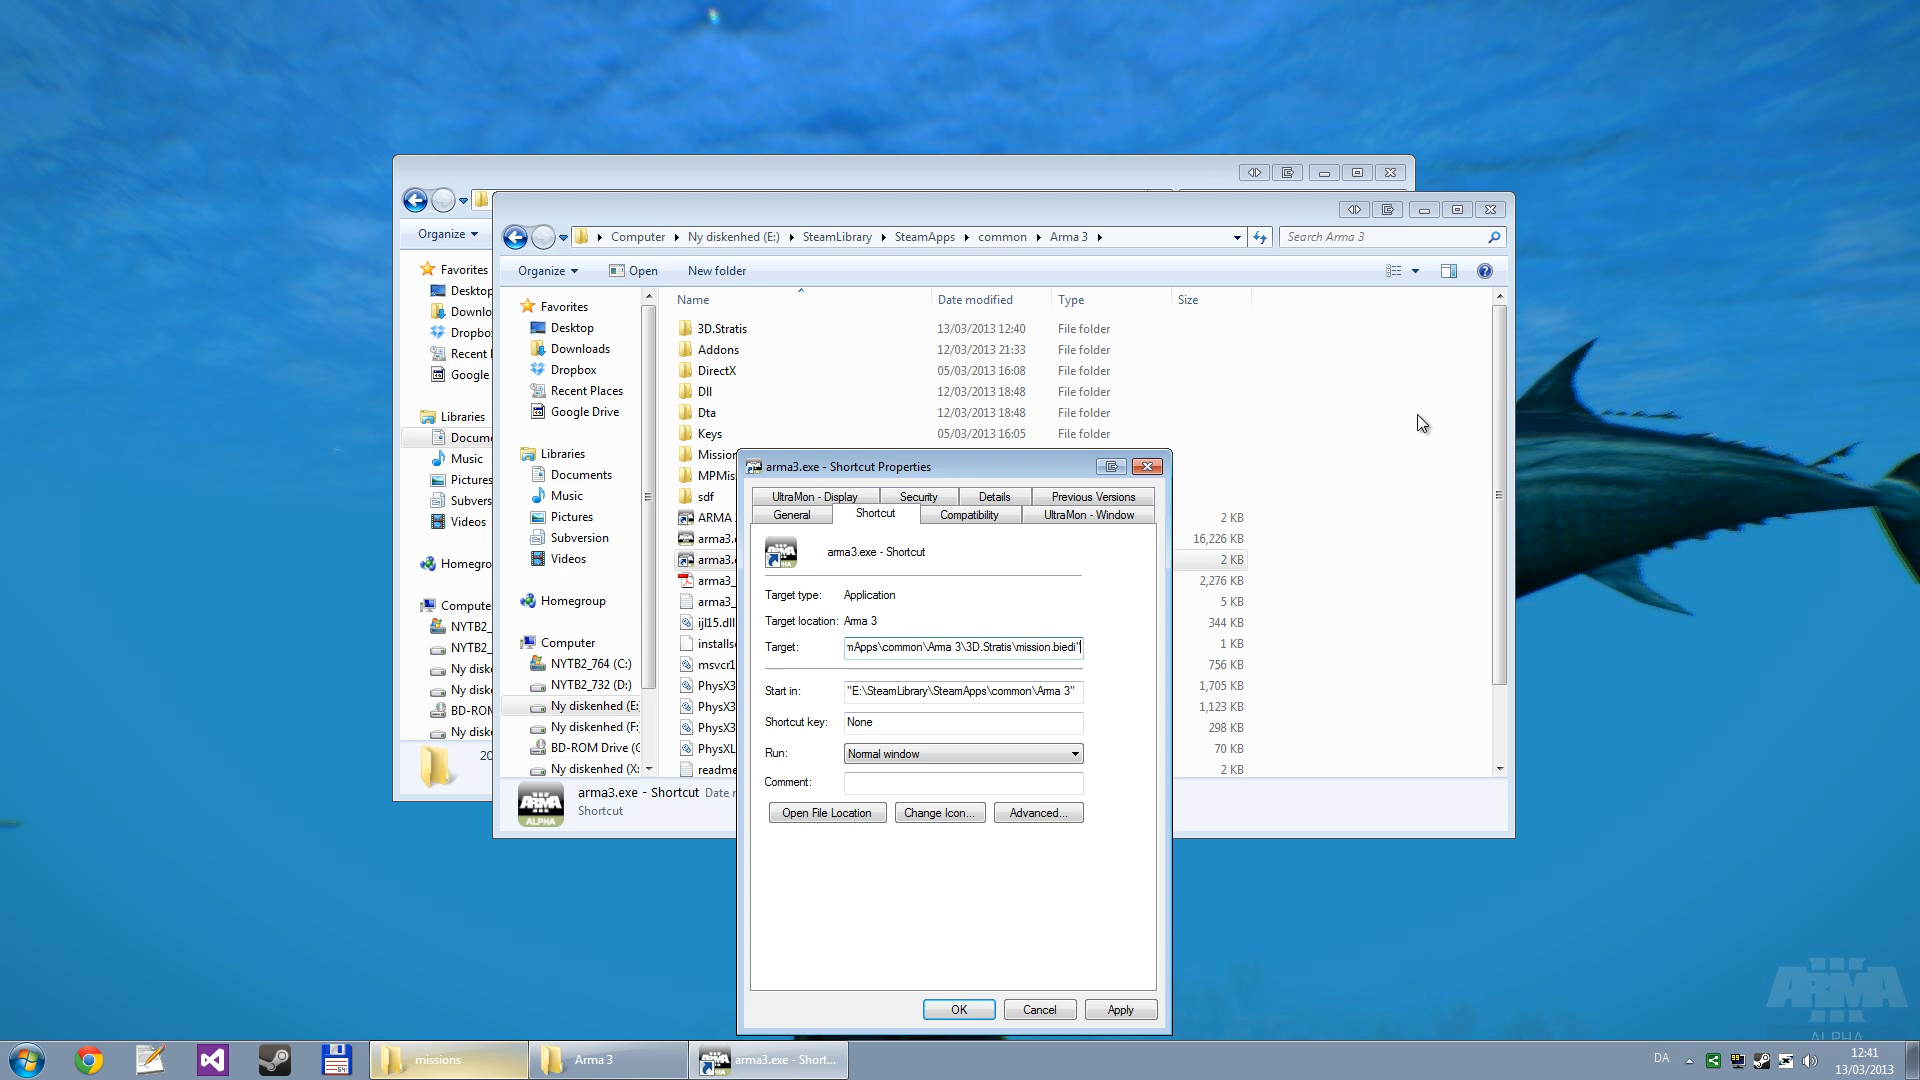 Organize
Favorites
Desktop
Downlo
Dropbo
Recent
Google
Libraries
Docume
Music
Pictures
Subvers
Videos
Homegro
Compute
NYTB2_
NYTB2_
Ny disk
Ny disk
BD-ROM
Ny disk
20
Computer Ny diskenhed (E:) SteamLibrary SteamApps common Arma 3
Search Arma 3
Organize Open New folder
Favorites
Desktop
Downloads
Dropbox
Recent Places
Google Drive
Libraries
Documents
Music
Pictures
Subversion
Videos
Homegroup
Computer
NYTB2_764 (C:)
NYTB2_732 (D:)
Ny diskenhed (E:
Ny diskenhed (F:
BD-ROM Drive (G
Ny diskenhed (X:
Name Date modified Type Size
3D.Stratis 13/03/2013 12:40 File folder
Addons 12/03/2013 21:33 File folder
DirectX 05/03/2013 16:08 File folder
Dll 12/03/2013 18:48 File folder
Dta 12/03/2013 18:48 File folder
Keys 05/03/2013 16:05 File folder
Mission
MPMis
sdf
ARMA 2 KB
arma3.e 16,226 KB
arma3.e 2 KB
arma3_ 2,276 KB
arma3_ 5 KB
ijl15.dll 344 KB
installsc 1 KB
msvcr1 756 KB
PhysX3 1,705 KB
PhysX3 1,123 KB
PhysX3 298 KB
PhysXL 70 KB
readme 2 KB
arma3.exe - Shortcut Date m
Shortcut
ARMA
ALPHA
arma3.exe - Shortcut Properties
UltraMon - Display Security Details Previous Versions
General Shortcut Compatibility UltraMon - Window
arma3.exe - Shortcut
Target type: Application
Target location: Arma 3
Target: mApps\common\Arma 3\3D.Stratis\mission.biedi"
Start in: "E:\SteamLibrary\SteamApps\common\Arma 3"
Shortcut key: None
Run: Normal window
Comment:
Open File Location Change Icon... Advanced...
OK Cancel Apply
ARMA III
ALPHA
missions Arma 3 arma3.exe - Short...
DA
12:41
13/03/2013